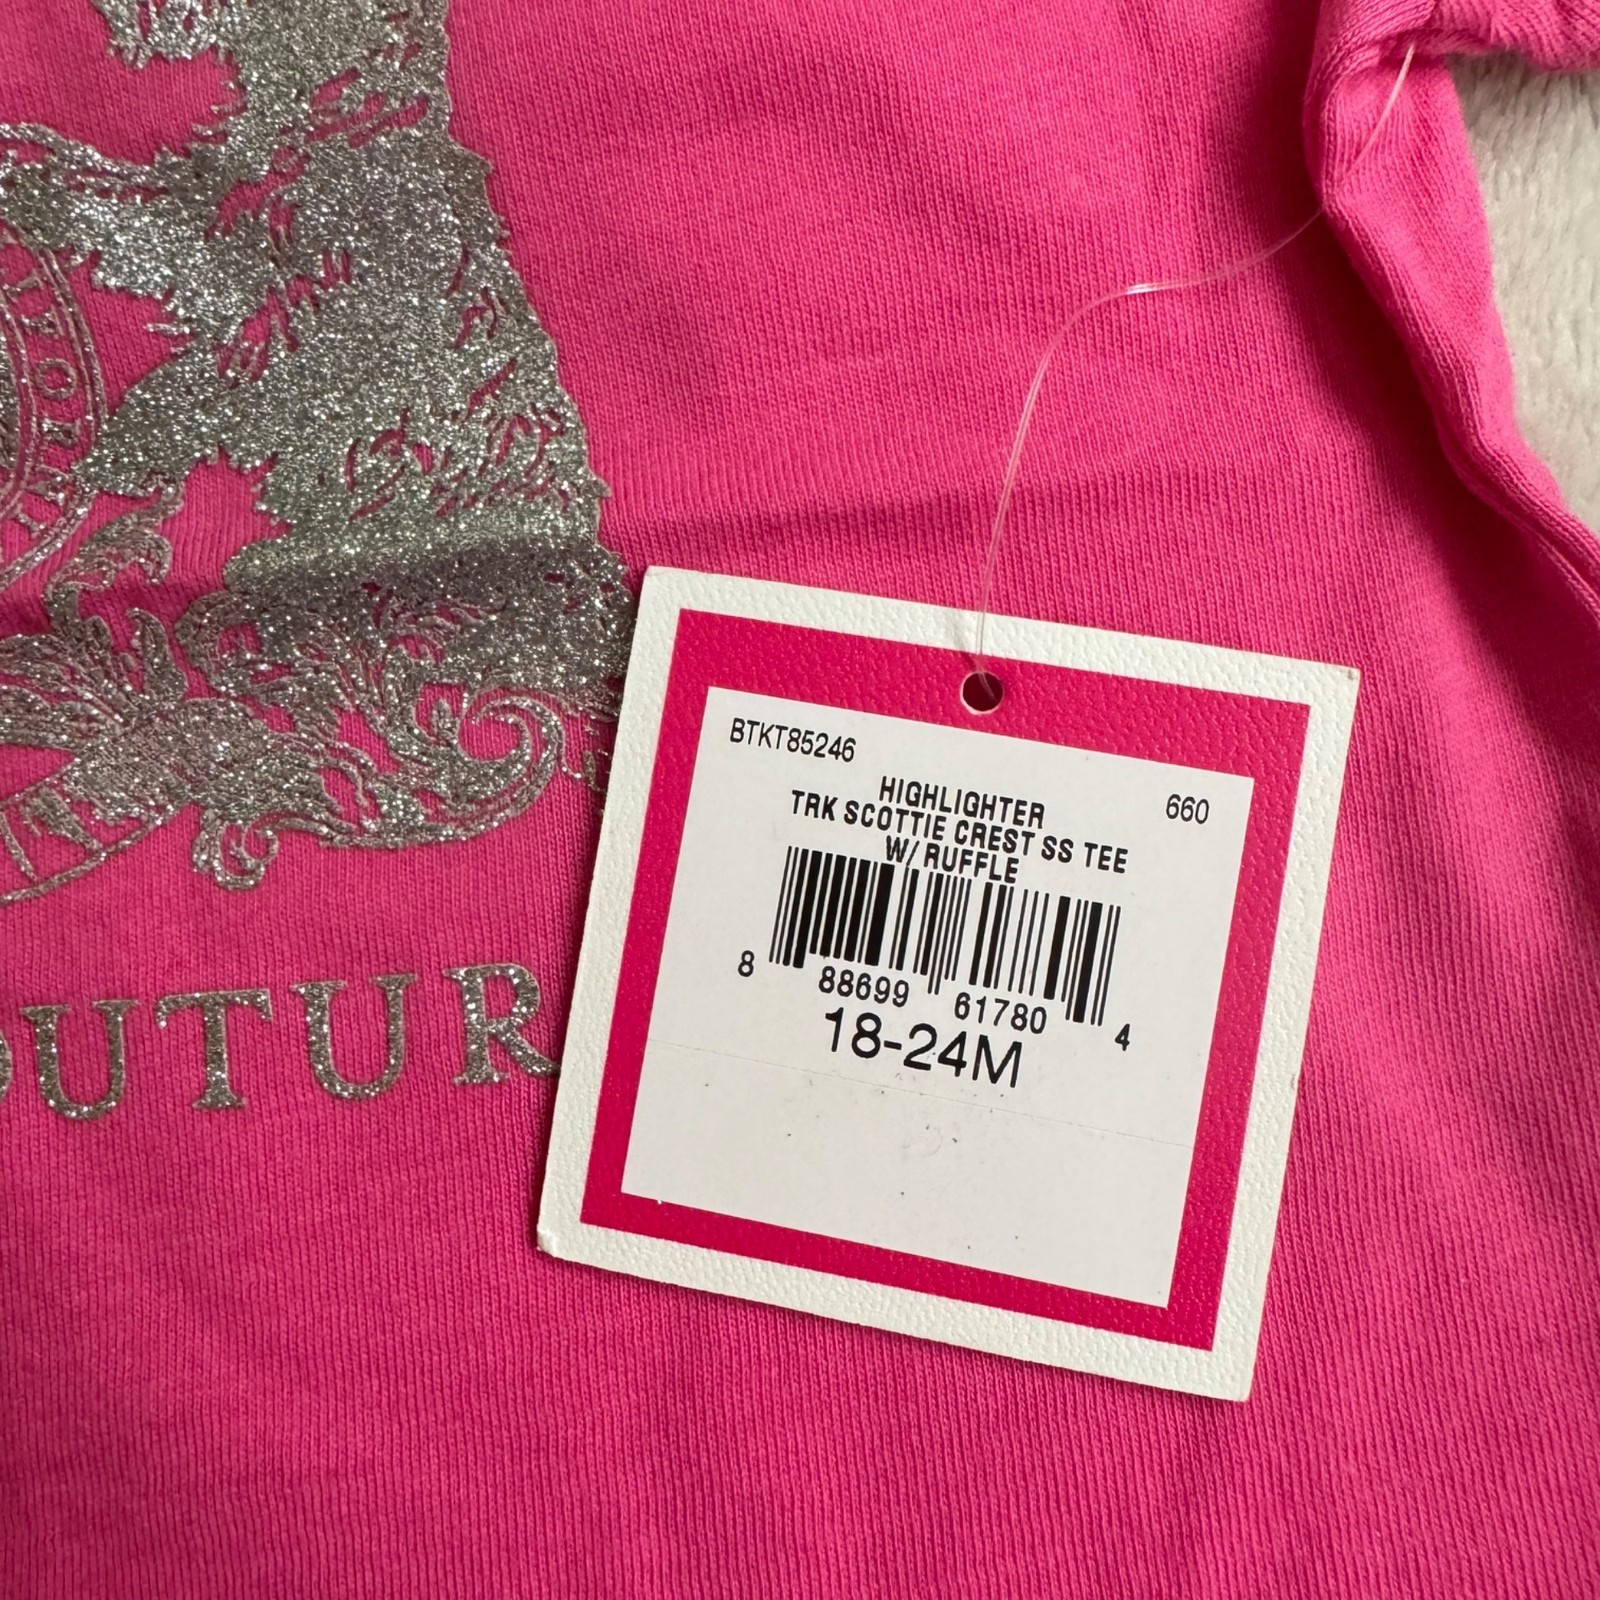 BTKT85246
HIGHLIGHTER 660
TRK SCOTTIE CREST SS TEE
W/ RUFFLE
8 88699 61780 4
18-24M
OUTUR